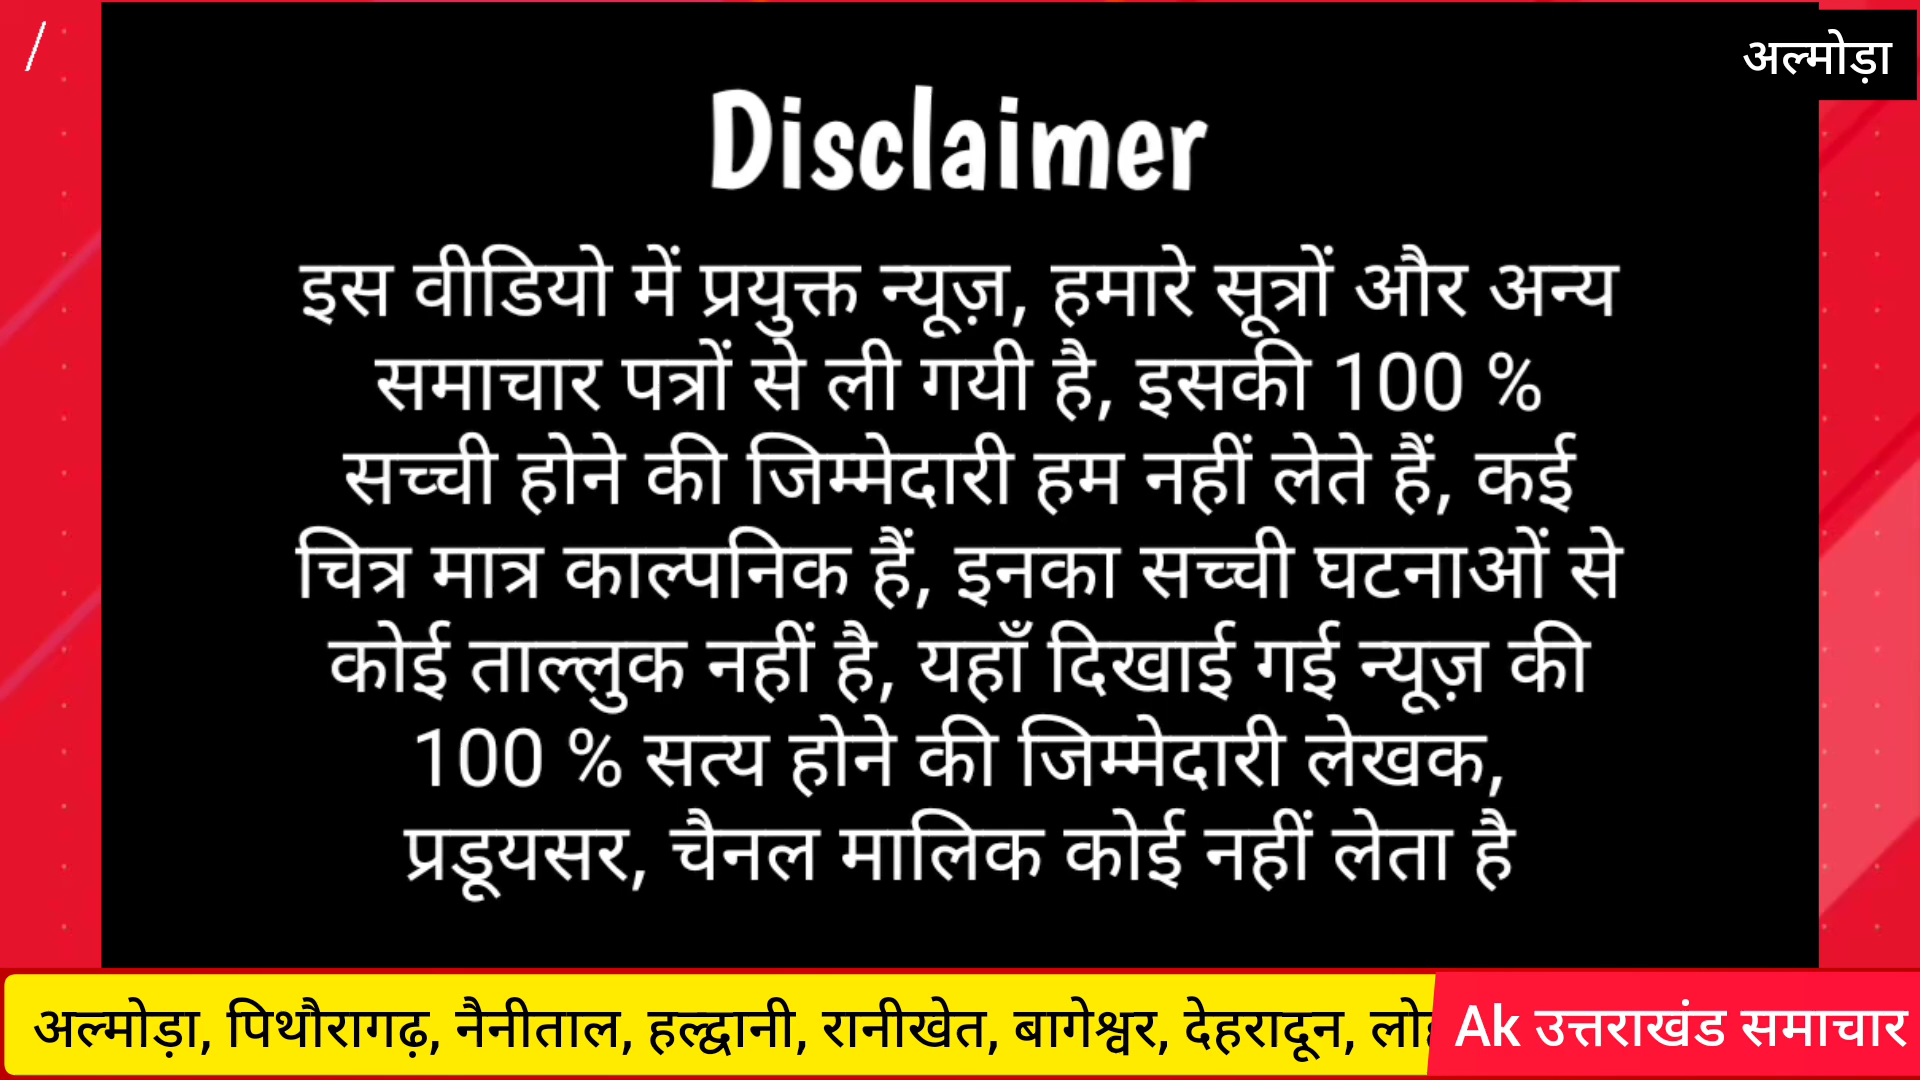 /
अल्मोड़ा
Disclaimer
इस वीडियो में प्रयुक्त न्यूज़, हमारे सूत्रों और अन्य
समाचार पत्रों से ली गयी है, इसकी 100 %
सच्ची होने की जिम्मेदारी हम नहीं लेते हैं, कई
चित्र मात्र काल्पनिक हैं, इनका सच्ची घटनाओं से
कोई ताल्लुक नहीं है, यहाँ दिखाई गई न्यूज़ की
100 % सत्य होने की जिम्मेदारी लेखक,
प्रडूयसर, चैनल मालिक कोई नहीं लेता है
अल्मोड़ा, पिथौरागढ़, नैनीताल, हल्द्वानी, रानीखेत, बागेश्वर, देहरादून,
Ak उत्तराखंड समाचार